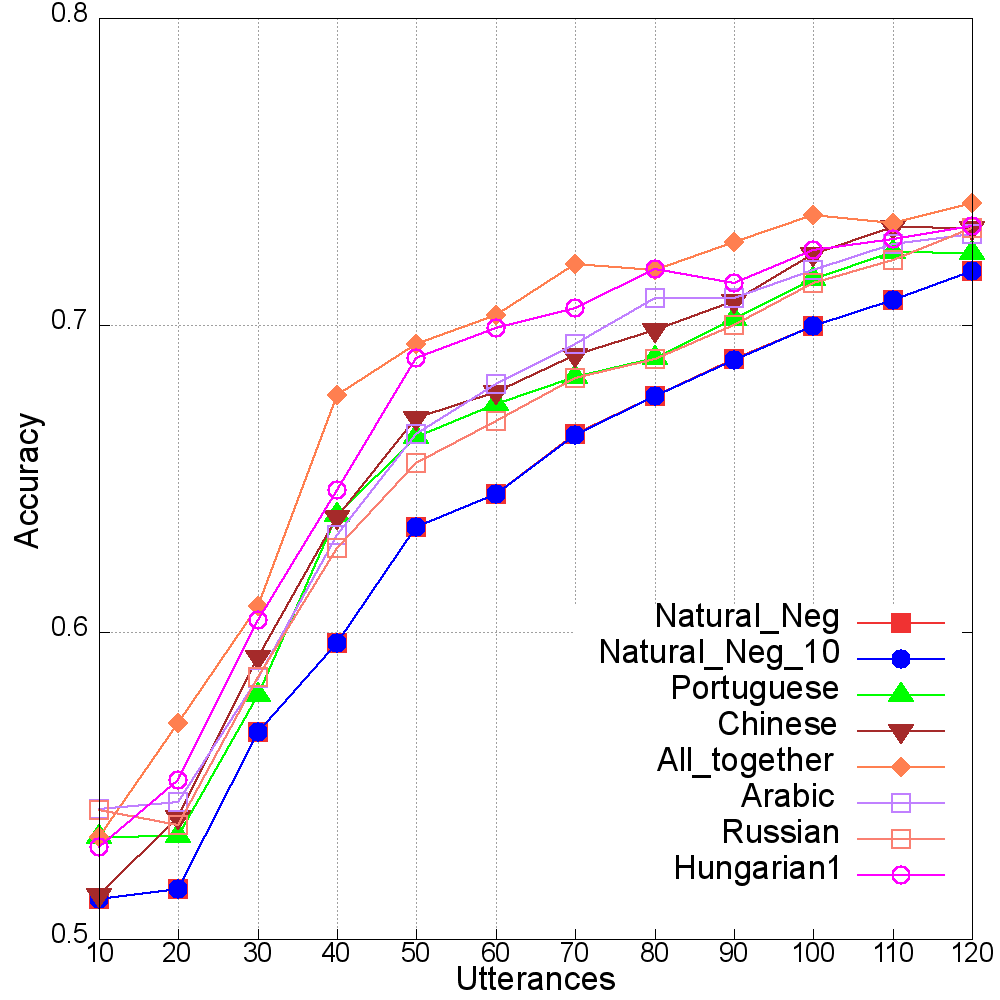 0.8
0.7
0.6
0.5
Accuracy
Natural_Neg
Natural_Neg_10
Portuguese
Chinese
All_together
Arabic
Russian
Hungarian1
10 20 30 40 50 60 70 80 90 100 110 120
Utterances